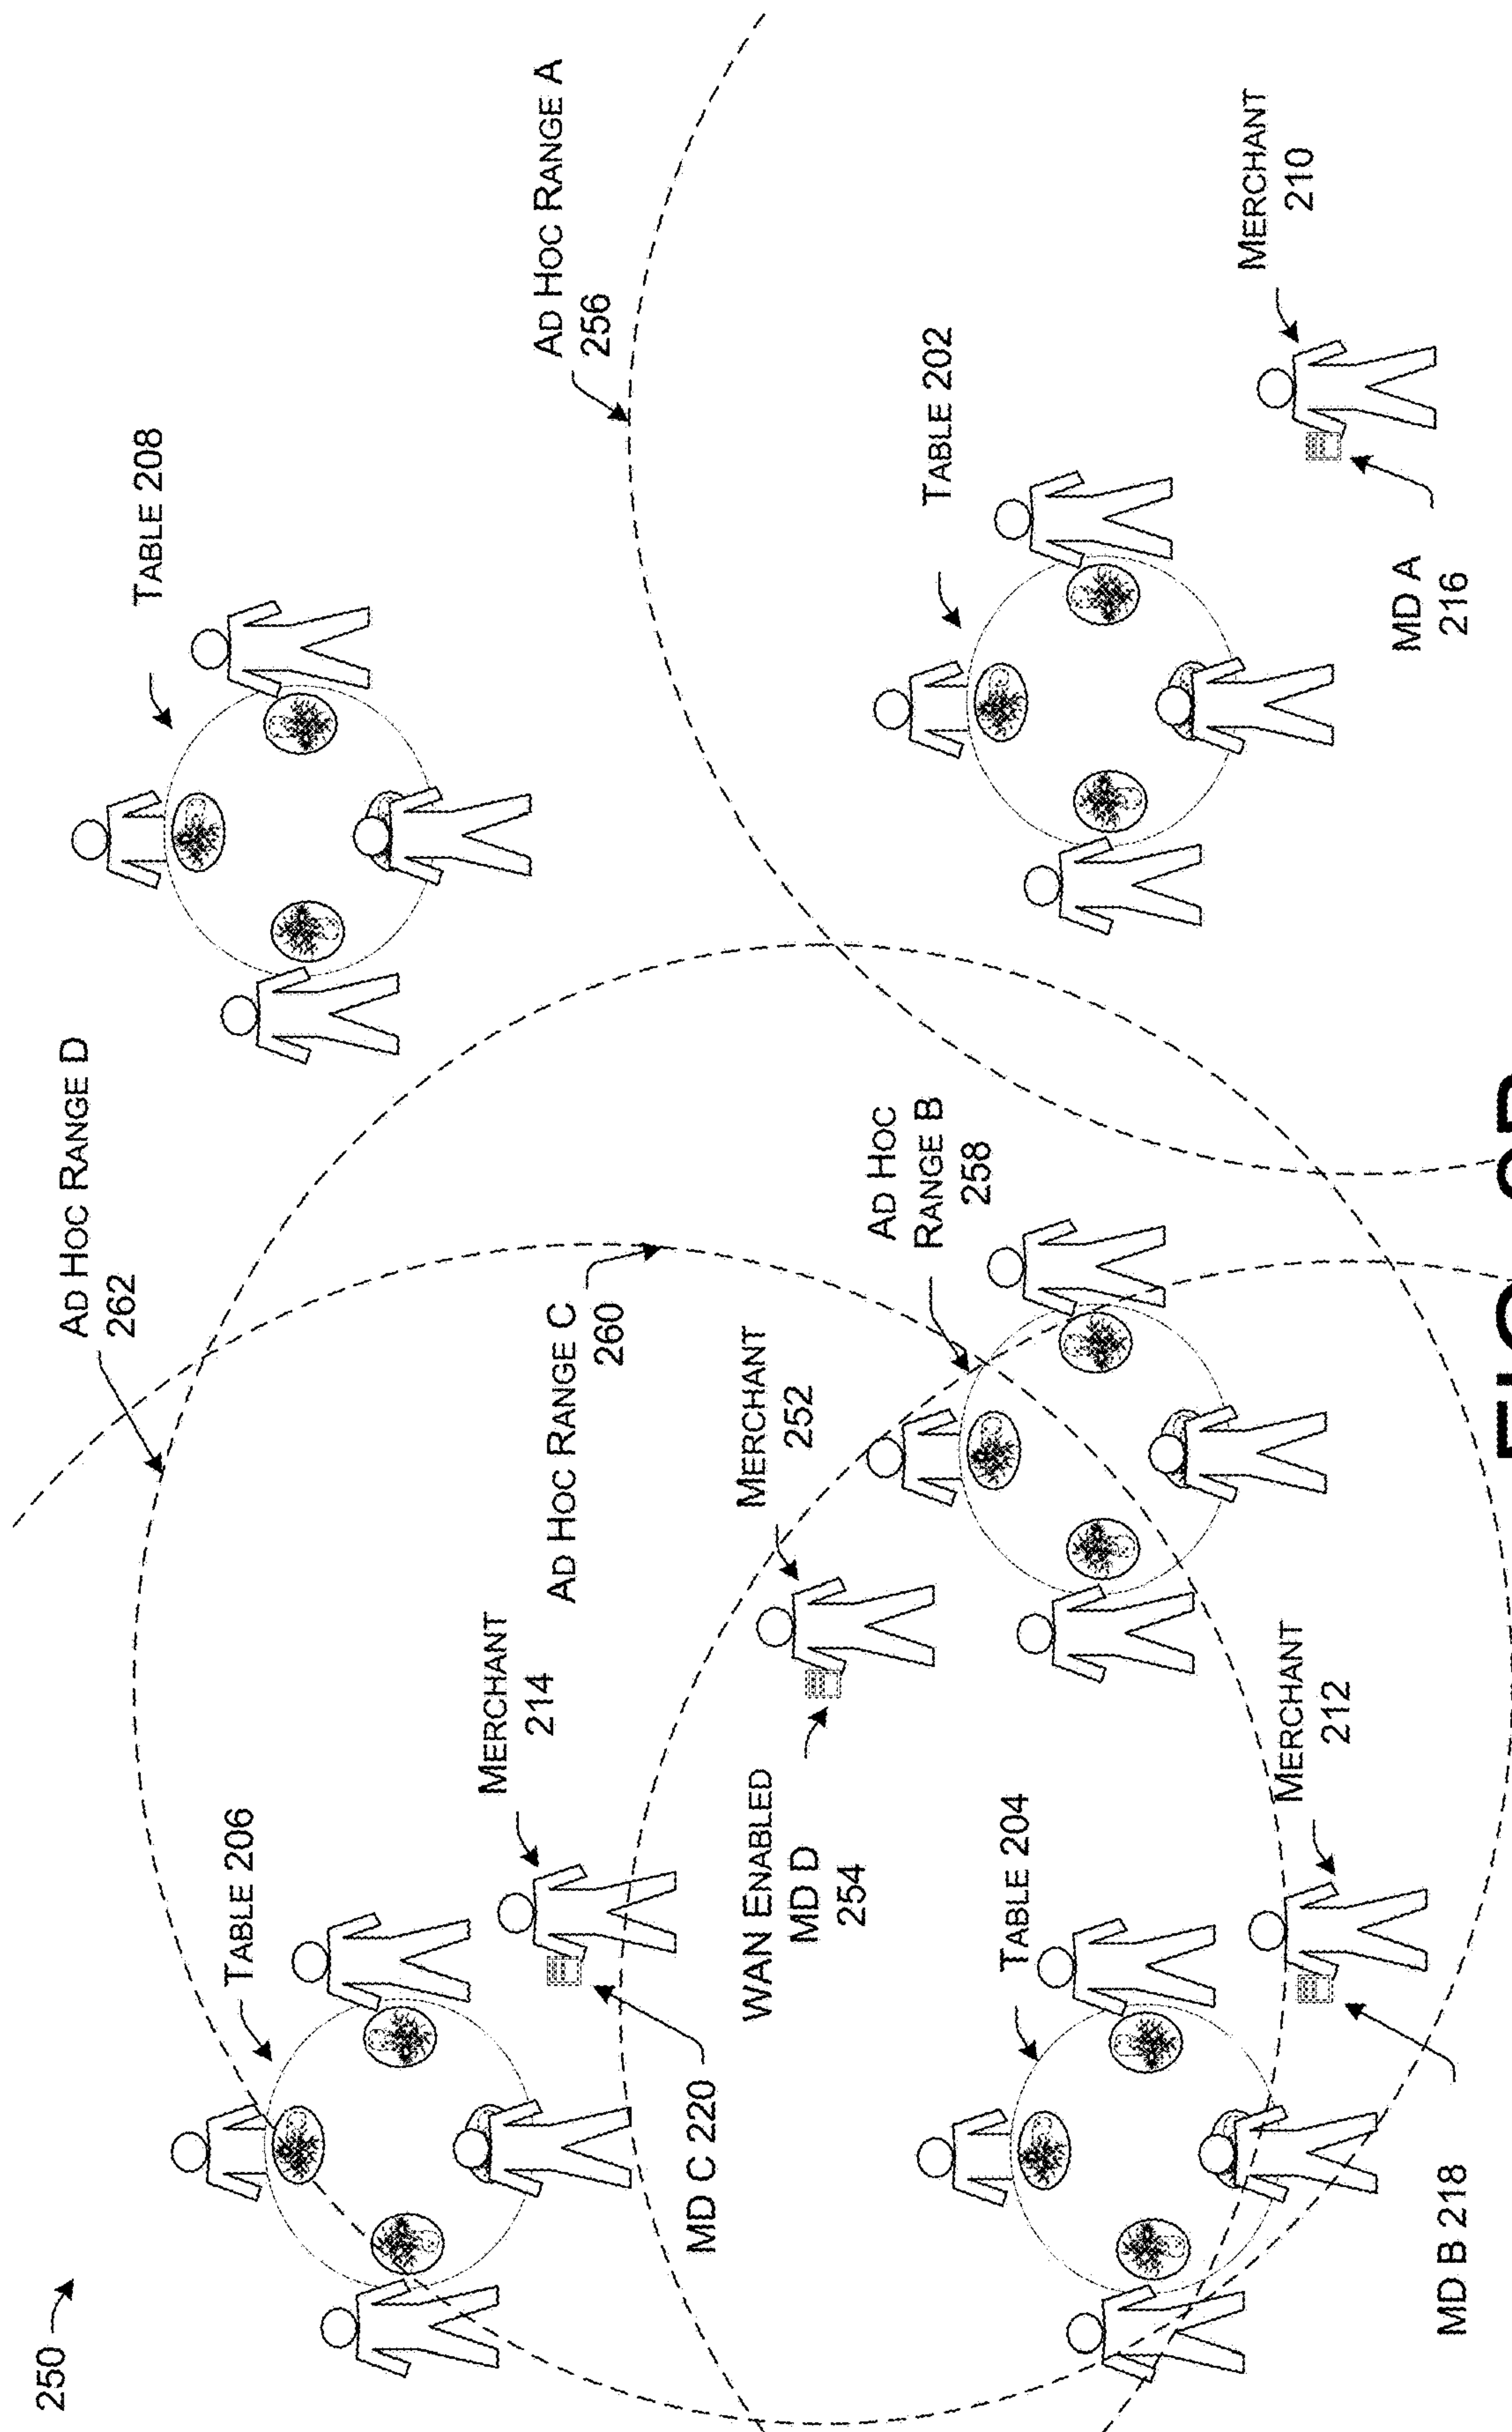 250
AD HOC RANGE D
262
TABLE 208
TABLE 206
MERCHANT
214
AD HOC RANGE C
260
AD HOC RANGE A
256
MD C 220
WAN ENABLED
MD D
254
MERCHANT
252
AD HOC
RANGE B
258
TABLE 202
TABLE 204
MERCHANT
212
MERCHANT
210
MD B 218
MD A
216